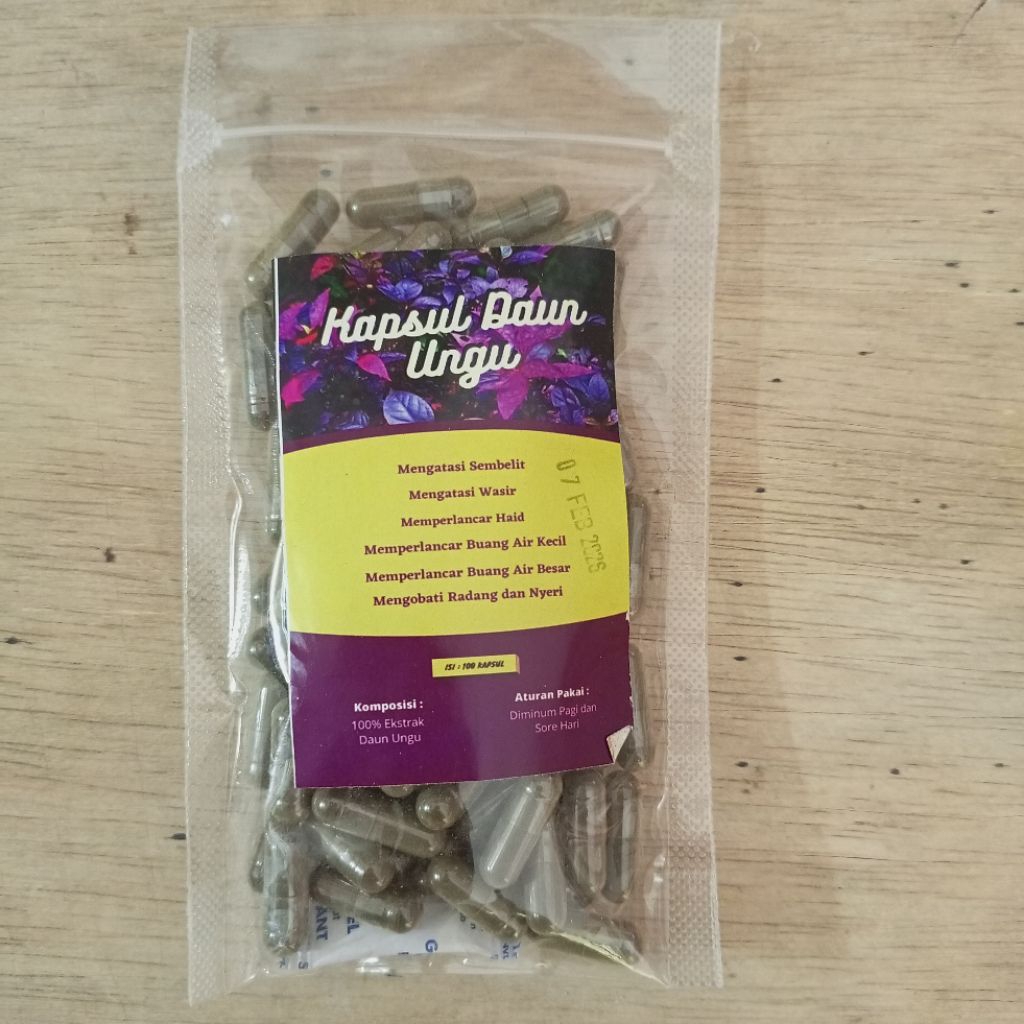 Kapsul Daun
Ungu
Mengatasi Sembelit
Mengatasi Wasir
Memperlancar Haid
Memperlancar Buang Air Kecil
Memperlancar Buang Air Besar
Mengobati Radang dan Nyeri
07 FEB 2026
ISI : 100 KAPSUL
Komposisi :
100% Ekstrak
Daun Ungu
Aturan Pakai :
Diminum Pagi dan
Sore Hari